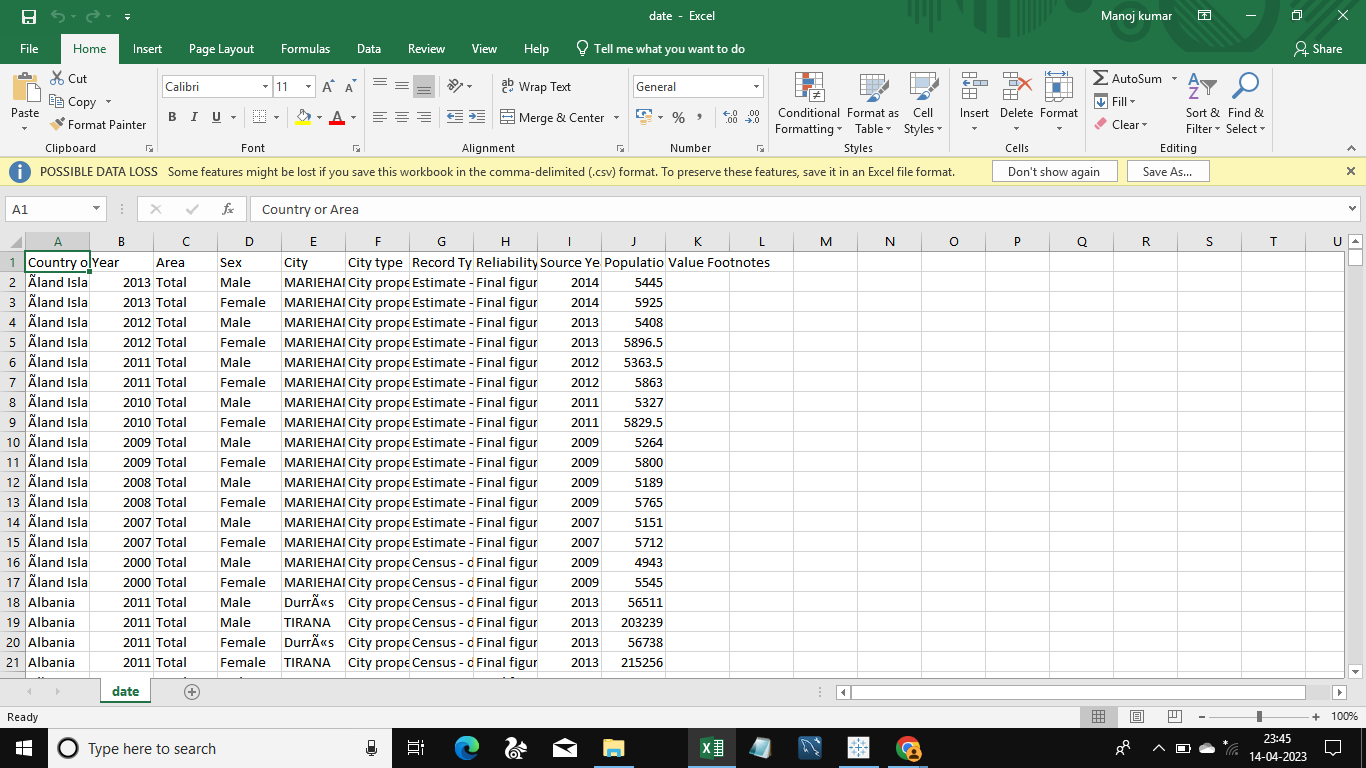 date - Excel
Manoj kumar
File Home Insert Page Layout Formulas Data Review View Help Tell me what you want to do Share
Paste
Cut
Copy
Format Painter
Clipboard
Calibri 11
B I U
Font
Wrap Text
Merge & Center
Alignment
General
Number
Conditional Formatting
Format as Table
Cell Styles
Styles
Insert Delete Format
Cells
AutoSum
Fill
Clear
Sort & Filter
Find & Select
Editing
POSSIBLE DATA LOSS Some features might be lost if you save this workbook in the comma-delimited (.csv) format. To preserve these features, save it in an Excel file format. Don't show again Save As...
A1 fx Country or Area
A B C D E F G H I J K L M N O P Q R S T U
1 Country o Year Area Sex City City type Record Ty Reliability Source Ye Populatio Value Footnotes
2 Ãland Isla 2013 Total Male MARIEHA City prope Estimate - Final figur 2014 5445
3 Ãland Isla 2013 Total Female MARIEHA City prope Estimate - Final figur 2014 5925
4 Ãland Isla 2012 Total Male MARIEHA City prope Estimate - Final figur 2013 5408
5 Ãland Isla 2012 Total Female MARIEHA City prope Estimate - Final figur 2013 5896.5
6 Ãland Isla 2011 Total Male MARIEHA City prope Estimate - Final figur 2012 5363.5
7 Ãland Isla 2011 Total Female MARIEHA City prope Estimate - Final figur 2012 5863
8 Ãland Isla 2010 Total Male MARIEHA City prope Estimate - Final figur 2011 5327
9 Ãland Isla 2010 Total Female MARIEHA City prope Estimate - Final figur 2011 5829.5
10 Ãland Isla 2009 Total Male MARIEHA City prope Estimate - Final figur 2009 5264
11 Ãland Isla 2009 Total Female MARIEHA City prope Estimate - Final figur 2009 5800
12 Ãland Isla 2008 Total Male MARIEHA City prope Estimate - Final figur 2009 5189
13 Ãland Isla 2008 Total Female MARIEHA City prope Estimate - Final figur 2009 5765
14 Ãland Isla 2007 Total Male MARIEHA City prope Estimate - Final figur 2007 5151
15 Ãland Isla 2007 Total Female MARIEHA City prope Estimate - Final figur 2007 5712
16 Ãland Isla 2000 Total Male MARIEHA City prope Census - d Final figur 2009 4943
17 Ãland Isla 2000 Total Female MARIEHA City prope Census - d Final figur 2009 5545
18 Albania 2011 Total Male DurrÃ«s City prope Census - d Final figur 2013 56511
19 Albania 2011 Total Male TIRANA City prope Census - d Final figur 2013 203239
20 Albania 2011 Total Female DurrÃ«s City prope Census - d Final figur 2013 56738
21 Albania 2011 Total Female TIRANA City prope Census - d Final figur 2013 215256
date
Ready
100%
Type here to search
23:45
14-04-2023